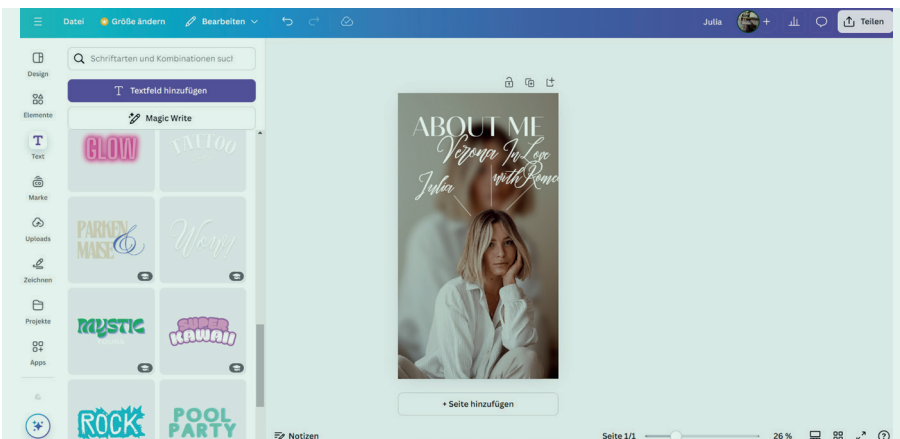 Datei
Größe ändern
Bearbeiten
Julia
Teilen
Design
Elemente
Text
Marke
Uploads
Zeichnen
Projekte
Apps
Schriftarten und Kombinationen sucl
T Textfeld hinzufügen
Magic Write
GLOW
TATTOO
PARKEN
&
MAISE
MYSTIC
SUPER
KAWAII
ROCK
POOL
PARTY
ABOUT ME
Verona In Love
with Rome
Julia
+ Seite hinzufügen
Notizen
Seite 1/1
26 %